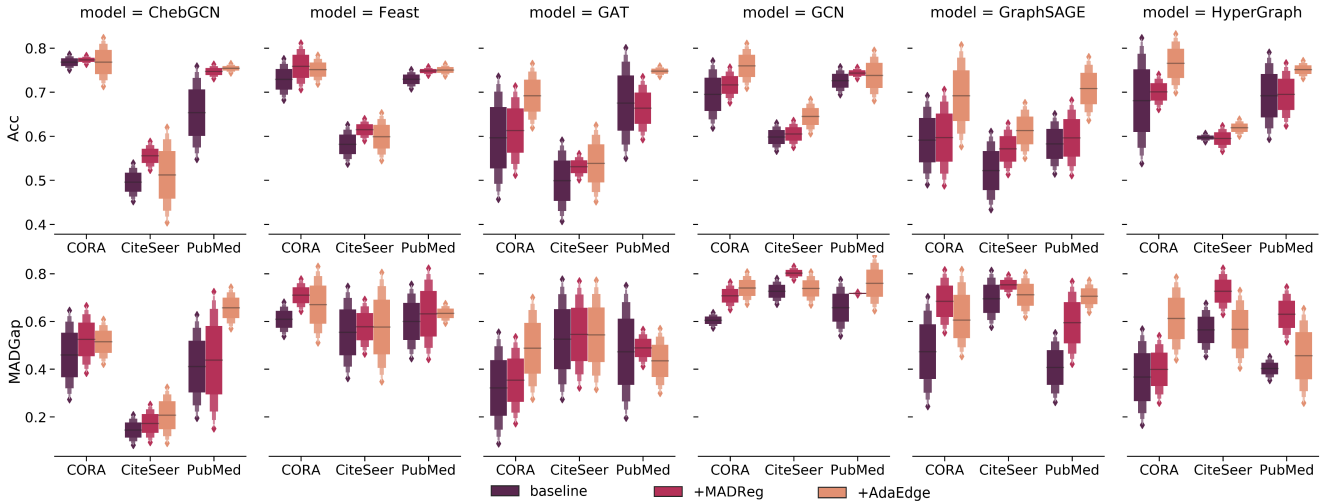 model = ChebGCN model = Feast model = GAT model = GCN model = GraphSAGE model = HyperGraph
0.8
0.7
0.6
0.5
0.4
Acc
CORA CiteSeer PubMed CORA CiteSeer PubMed CORA CiteSeer PubMed CORA CiteSeer PubMed CORA CiteSeer PubMed CORA CiteSeer PubMed
0.8
0.6
0.4
0.2
MADGap
CORA CiteSeer PubMed CORA CiteSeer PubMed CORA CiteSeer PubMed CORA CiteSeer PubMed CORA CiteSeer PubMed CORA CiteSeer PubMed
baseline +MADReg +AdaEdge